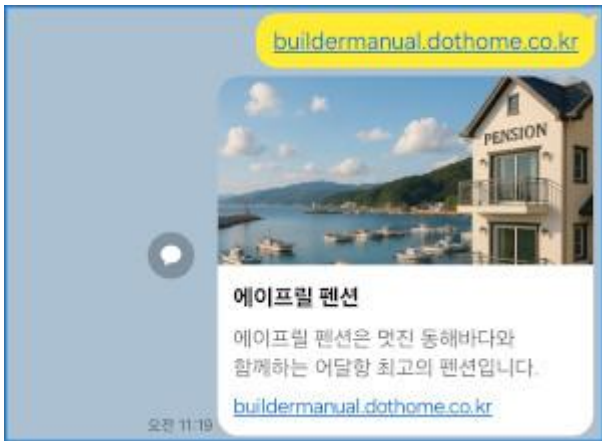 buildermanual.dothome.co.kr
PENSION
에이프릴 펜션
에이프릴 펜션은 멋진 동해바다와
함께하는 어달항 최고의 펜션입니다.
buildermanual.dothome.co.kr
오전 11:19